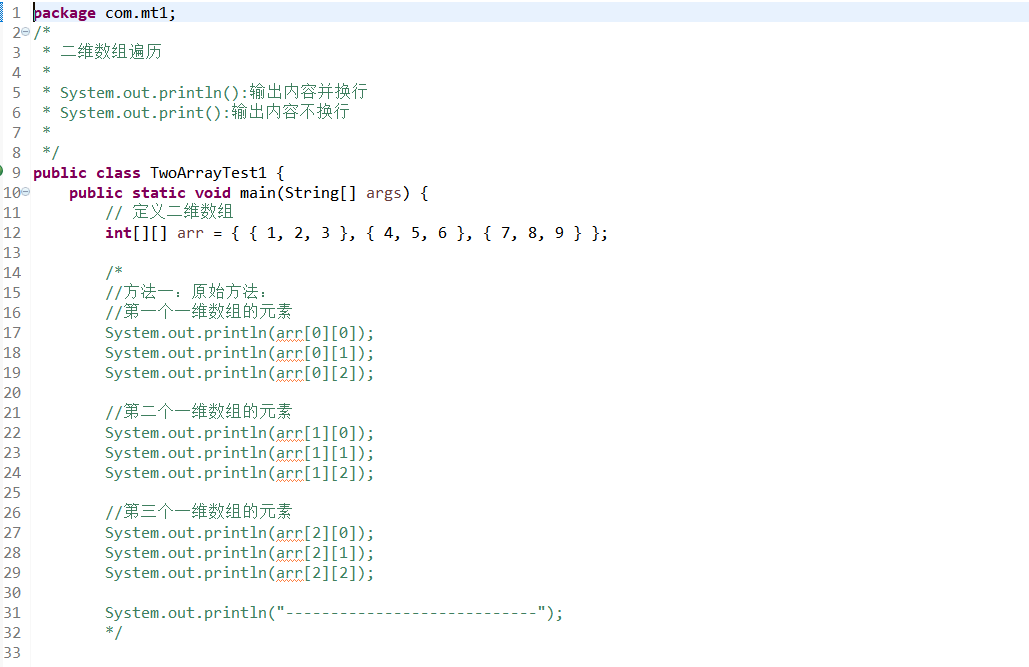 1 package com.mt1;
2 /*
3  * 二维数组遍历
4  *
5  * System.out.println():输出内容并换行
6  * System.out.print():输出内容不换行
7  *
8  */
9 public class TwoArrayTest1 {
10     public static void main(String[] args) {
11         // 定义二维数组
12         int[][] arr = { { 1, 2, 3 }, { 4, 5, 6 }, { 7, 8, 9 } };
13
14         /*
15         //方法一：原始方法：
16         //第一个一维数组的元素
17         System.out.println(arr[0][0]);
18         System.out.println(arr[0][1]);
19         System.out.println(arr[0][2]);
20
21         //第二个一维数组的元素
22         System.out.println(arr[1][0]);
23         System.out.println(arr[1][1]);
24         System.out.println(arr[1][2]);
25
26         //第三个一维数组的元素
27         System.out.println(arr[2][0]);
28         System.out.println(arr[2][1]);
29         System.out.println(arr[2][2]);
30
31         System.out.println("----------------------------");
32         */
33